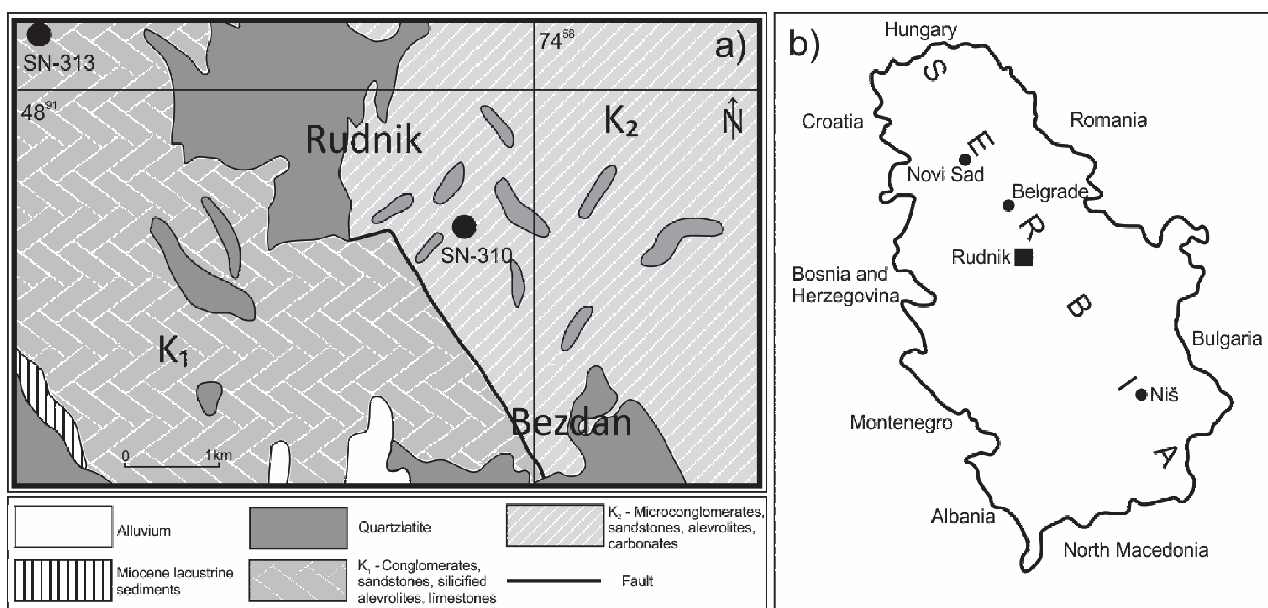 a)
SN-313
74⁵⁸
48⁹¹
N
Rudnik
K₂
SN-310
K₁
Bezdan
0 1km
Alluvium
Miocene lacustrine
sediments
Quartzlatite
K₁ - Conglomerates,
sandstones, silicified
alevrolites, limestones
K₂ - Microconglomerates,
sandstones, alevrolites,
carbonates
Fault
b)
Hungary
Croatia
Romania
Novi Sad
Belgrade
Rudnik
Bosnia and
Herzegovina
SERBIA
Bulgaria
Niš
Montenegro
Albania
North Macedonia